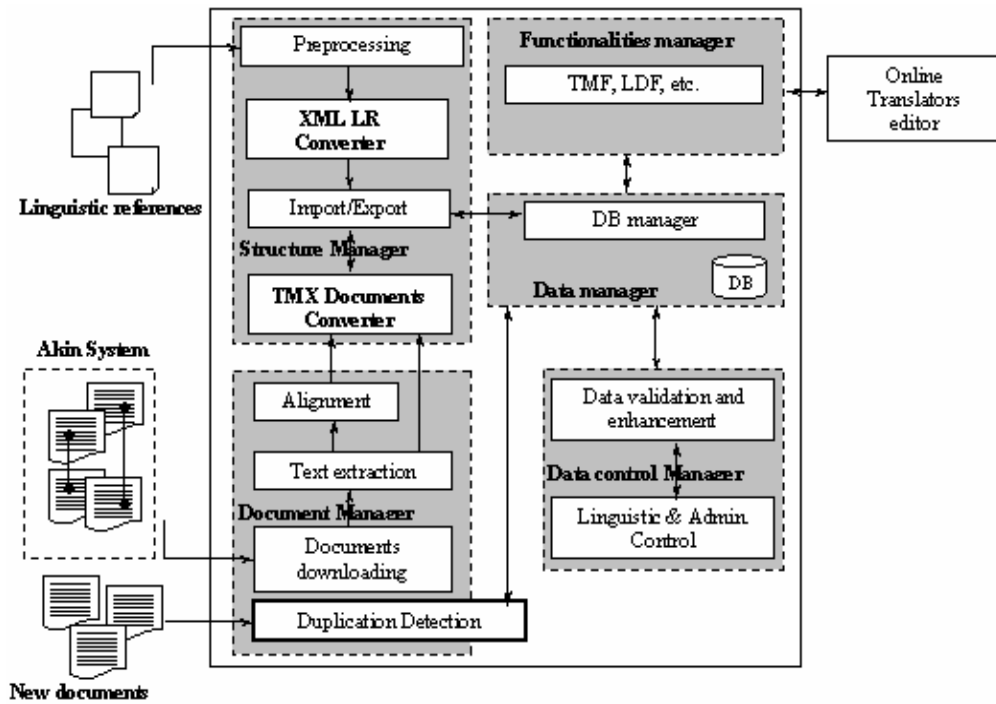 Preprocessing
XML LR
Converter
Import/Export
Structure Manager
TMX Documents
Converter
Linguistic references
Functionalities manager
TMF, LDF, etc.
Online
Translators
editor
DB manager
DB
Data manager
Akin System
Alignment
Text extraction
Document Manager
Documents
downloading
Duplication Detection
New documents
Data validation and
enhancement
Data control Manager
Linguistic & Admin.
Control